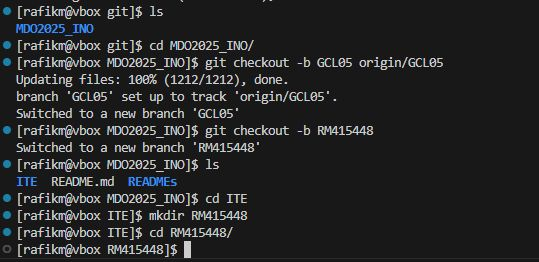 [rafikm@vbox git]$ ls
MDO2025_INO
[rafikm@vbox git]$ cd MDO2025_INO/
[rafikm@vbox MDO2025_INO]$ git checkout -b GCL05 origin/GCL05
Updating files: 100% (1212/1212), done.
branch 'GCL05' set up to track 'origin/GCL05'.
Switched to a new branch 'GCL05'
[rafikm@vbox MDO2025_INO]$ git checkout -b RM415448
Switched to a new branch 'RM415448'
[rafikm@vbox MDO2025_INO]$ ls
ITE  README.md  READMEs
[rafikm@vbox MDO2025_INO]$ cd ITE
[rafikm@vbox ITE]$ mkdir RM415448
[rafikm@vbox ITE]$ cd RM415448/
[rafikm@vbox RM415448]$